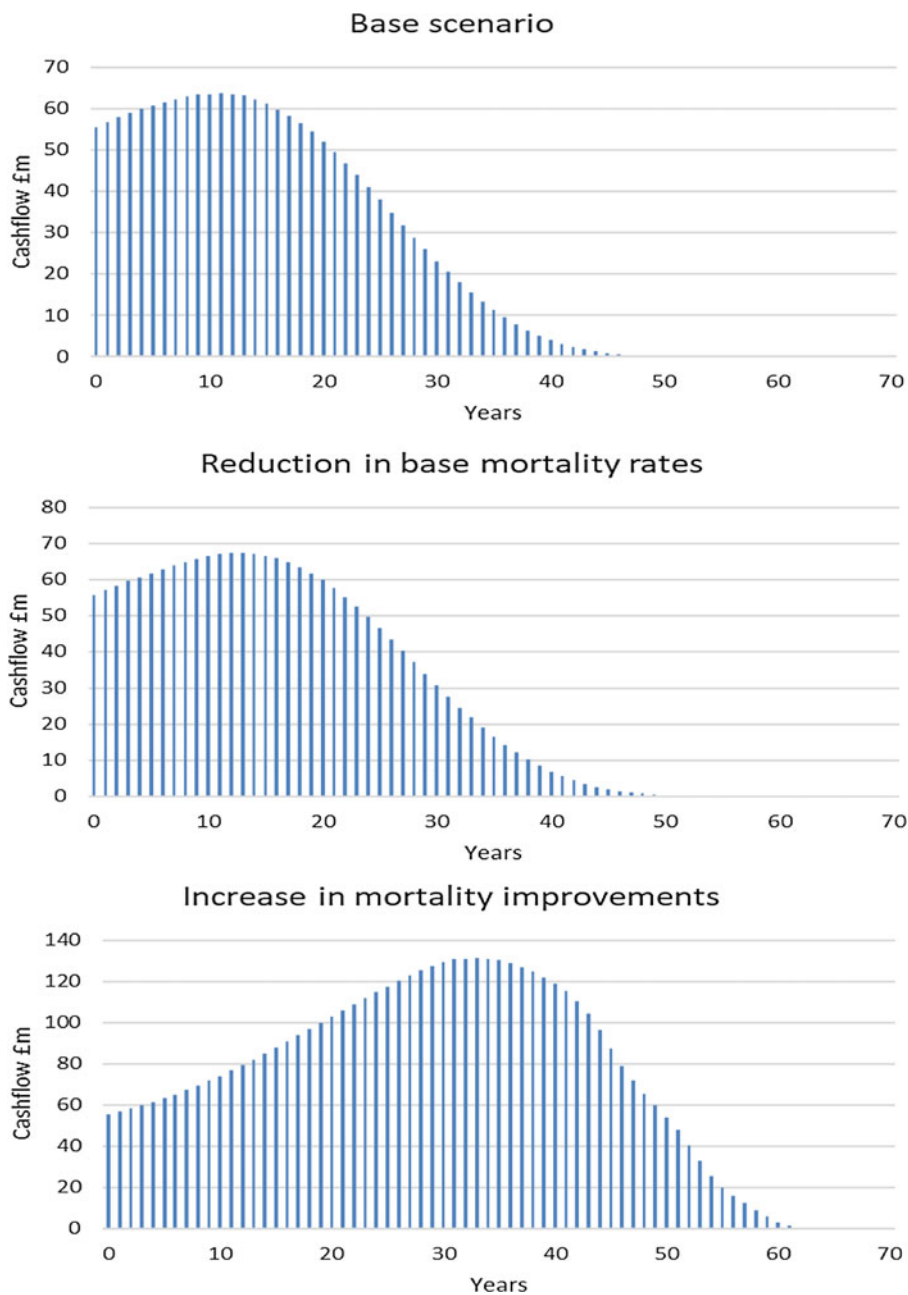 Base scenario
70
60
50
40
30
20
10
0
Cashflow £m
0 10 20 30 40 50 60 70
Years
Reduction in base mortality rates
80
70
60
50
40
30
20
10
0
Cashflow £m
0 10 20 30 40 50 60 70
Years
Increase in mortality improvements
140
120
100
80
60
40
20
0
Cashflow £m
0 10 20 30 40 50 60 70
Years